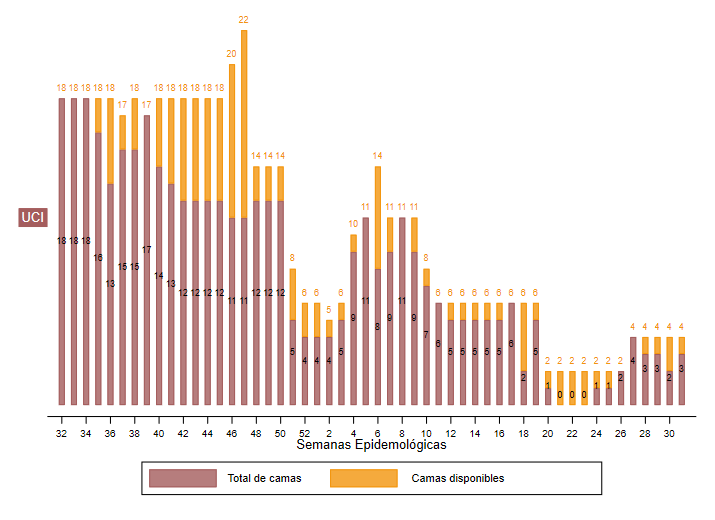 22
20
18 18 18 18 18 17 18 17 18 18 18 18 18 18
14 14 14 8 6 6 5 6 10 11 14 11 11 11 8 6 6 6 6 6 6 6 6 6 2 2 2 2 2 2 2 4 4 4 4 4
UCI
18 18 18 16 13 15 15 17 14 13 12 12 12 12 11 11 12 12 12 5 4 4 4 5 9 11 8 9 11 9 7 6 5 5 5 5 5 6 2 5 1 0 0 0 1 1 2 4 3 3 2 3
32 34 36 38 40 42 44 46 48 50 52 2 4 6 8 10 12 14 16 18 20 22 24 26 28 30
Semanas Epidemológicas
Total de camas
Camas disponibles